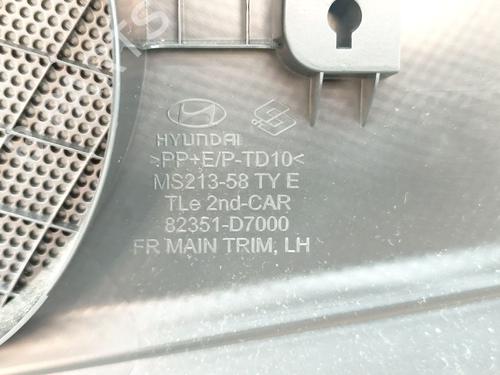 HYUNDAI
>PP+E/P-TD10<
MS213-58 TY E
TLe 2nd-CAR
82351-D7000
FR MAIN TRIM, LH